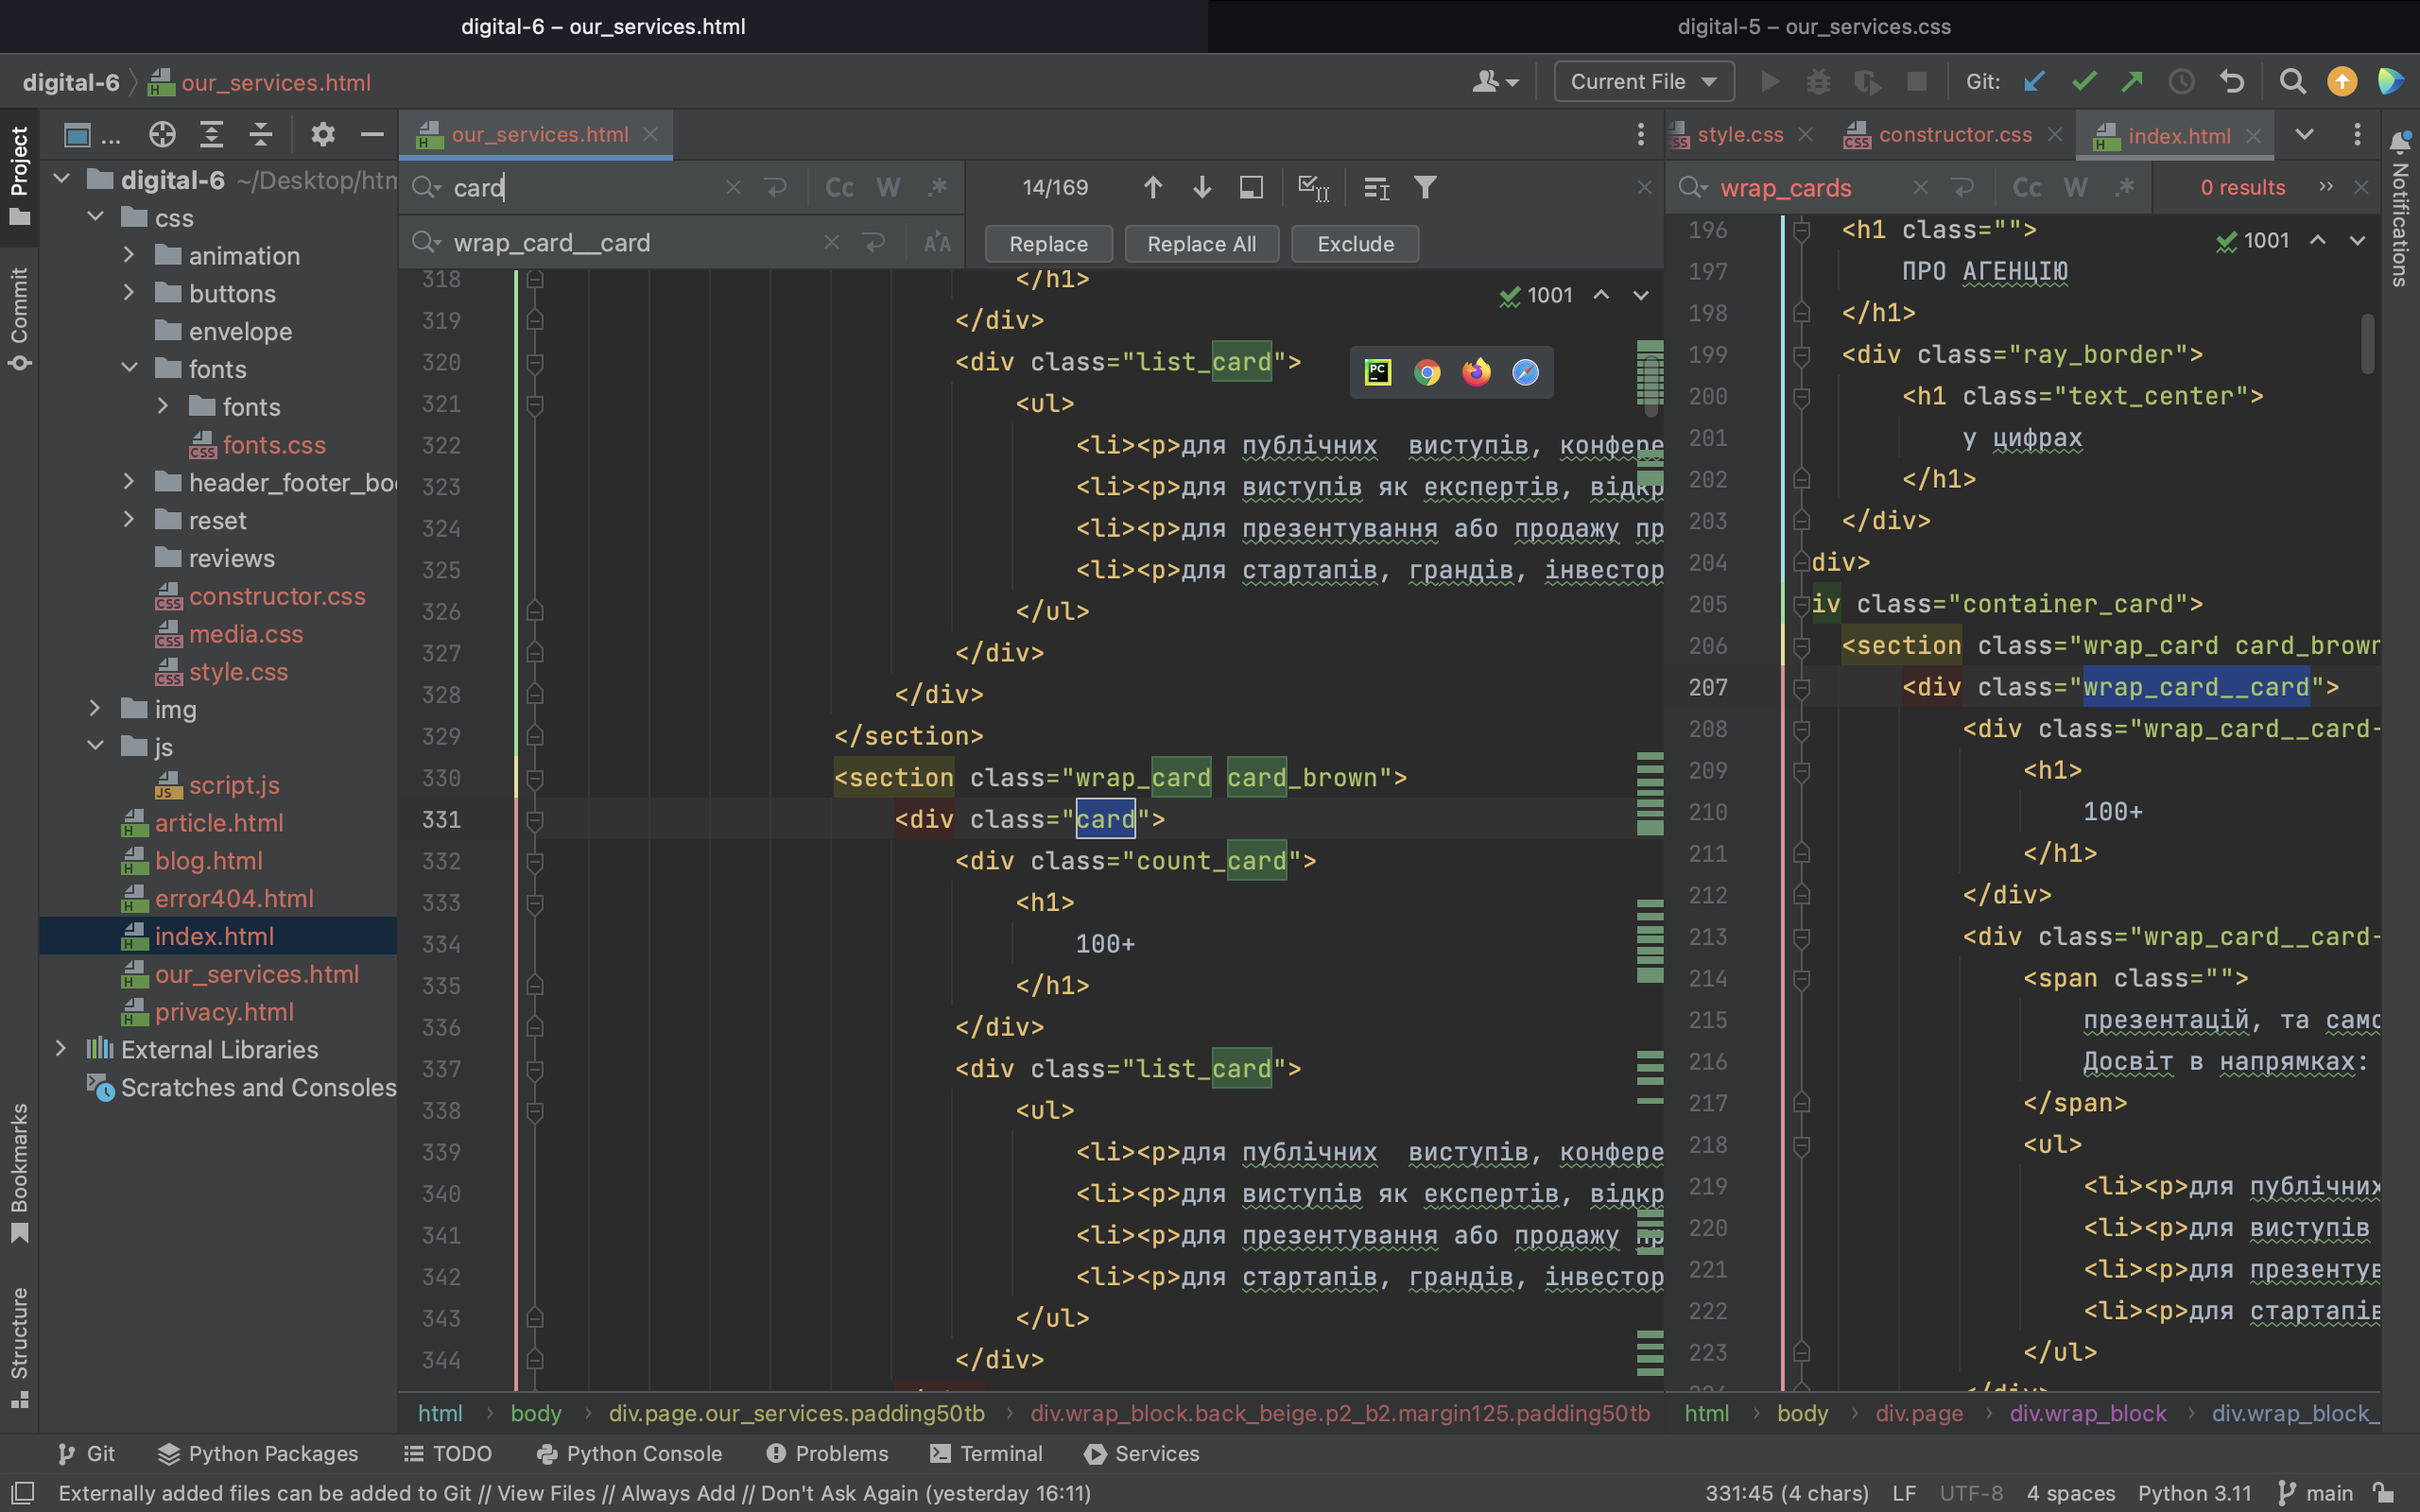 digital-6 – our_services.html
digital-5 – our_services.css
digital-6
our_services.html
Current File
Git:
Project
Commit
Bookmarks
Structure
Notifications
...
digital-6 ~/Desktop/htm
css
animation
buttons
envelope
fonts
fonts
fonts.css
header_footer_bo
reset
reviews
constructor.css
media.css
style.css
img
js
script.js
article.html
blog.html
error404.html
index.html
our_services.html
privacy.html
External Libraries
Scratches and Consoles
our_services.html
card
Cc W .*
14/169
wrap_card__card
Replace
Replace All
Exclude
1001
318 </h1>
319 </div>
320 <div class="list_card">
321 <ul>
322 <li><p>для публічних  виступів, конфере
323 <li><p>для виступів як експертів, відкр
324 <li><p>для презентування або продажу пр
325 <li><p>для стартапів, грандів, інвестор
326 </ul>
327 </div>
328 </div>
329 </section>
330 <section class="wrap_card card_brown">
331 <div class="card">
332 <div class="count_card">
333 <h1>
334 100+
335 </h1>
336 </div>
337 <div class="list_card">
338 <ul>
339 <li><p>для публічних  виступів, конфере
340 <li><p>для виступів як експертів, відкр
341 <li><p>для презентування або продажу пр
342 <li><p>для стартапів, грандів, інвестор
343 </ul>
344 </div>
html › body › div.page.our_services.padding50tb › div.wrap_block.back_beige.p2_b2.margin125.padding50tb
style.css
constructor.css
index.html
wrap_cards
Cc W .*
0 results
1001
196 <h1 class="">
197 ПРО АГЕНЦІЮ
198 </h1>
199 <div class="ray_border">
200 <h1 class="text_center">
201 у цифрах
202 </h1>
203 </div>
204 div>
205 iv class="container_card">
206 <section class="wrap_card card_brown
207 <div class="wrap_card__card">
208 <div class="wrap_card__card-
209 <h1>
210 100+
211 </h1>
212 </div>
213 <div class="wrap_card__card-
214 <span class="">
215 презентацій, та само
216 Досвіт в напрямках:
217 </span>
218 <ul>
219 <li><p>для публічних
220 <li><p>для виступів
221 <li><p>для презентув
222 <li><p>для стартапів
223 </ul>
html › body › div.page › div.wrap_block › div.wrap_block_
Git
Python Packages
TODO
Python Console
Problems
Terminal
Services
Externally added files can be added to Git // View Files // Always Add // Don't Ask Again (yesterday 16:11)
331:45 (4 chars)
LF
UTF-8
4 spaces
Python 3.11
main